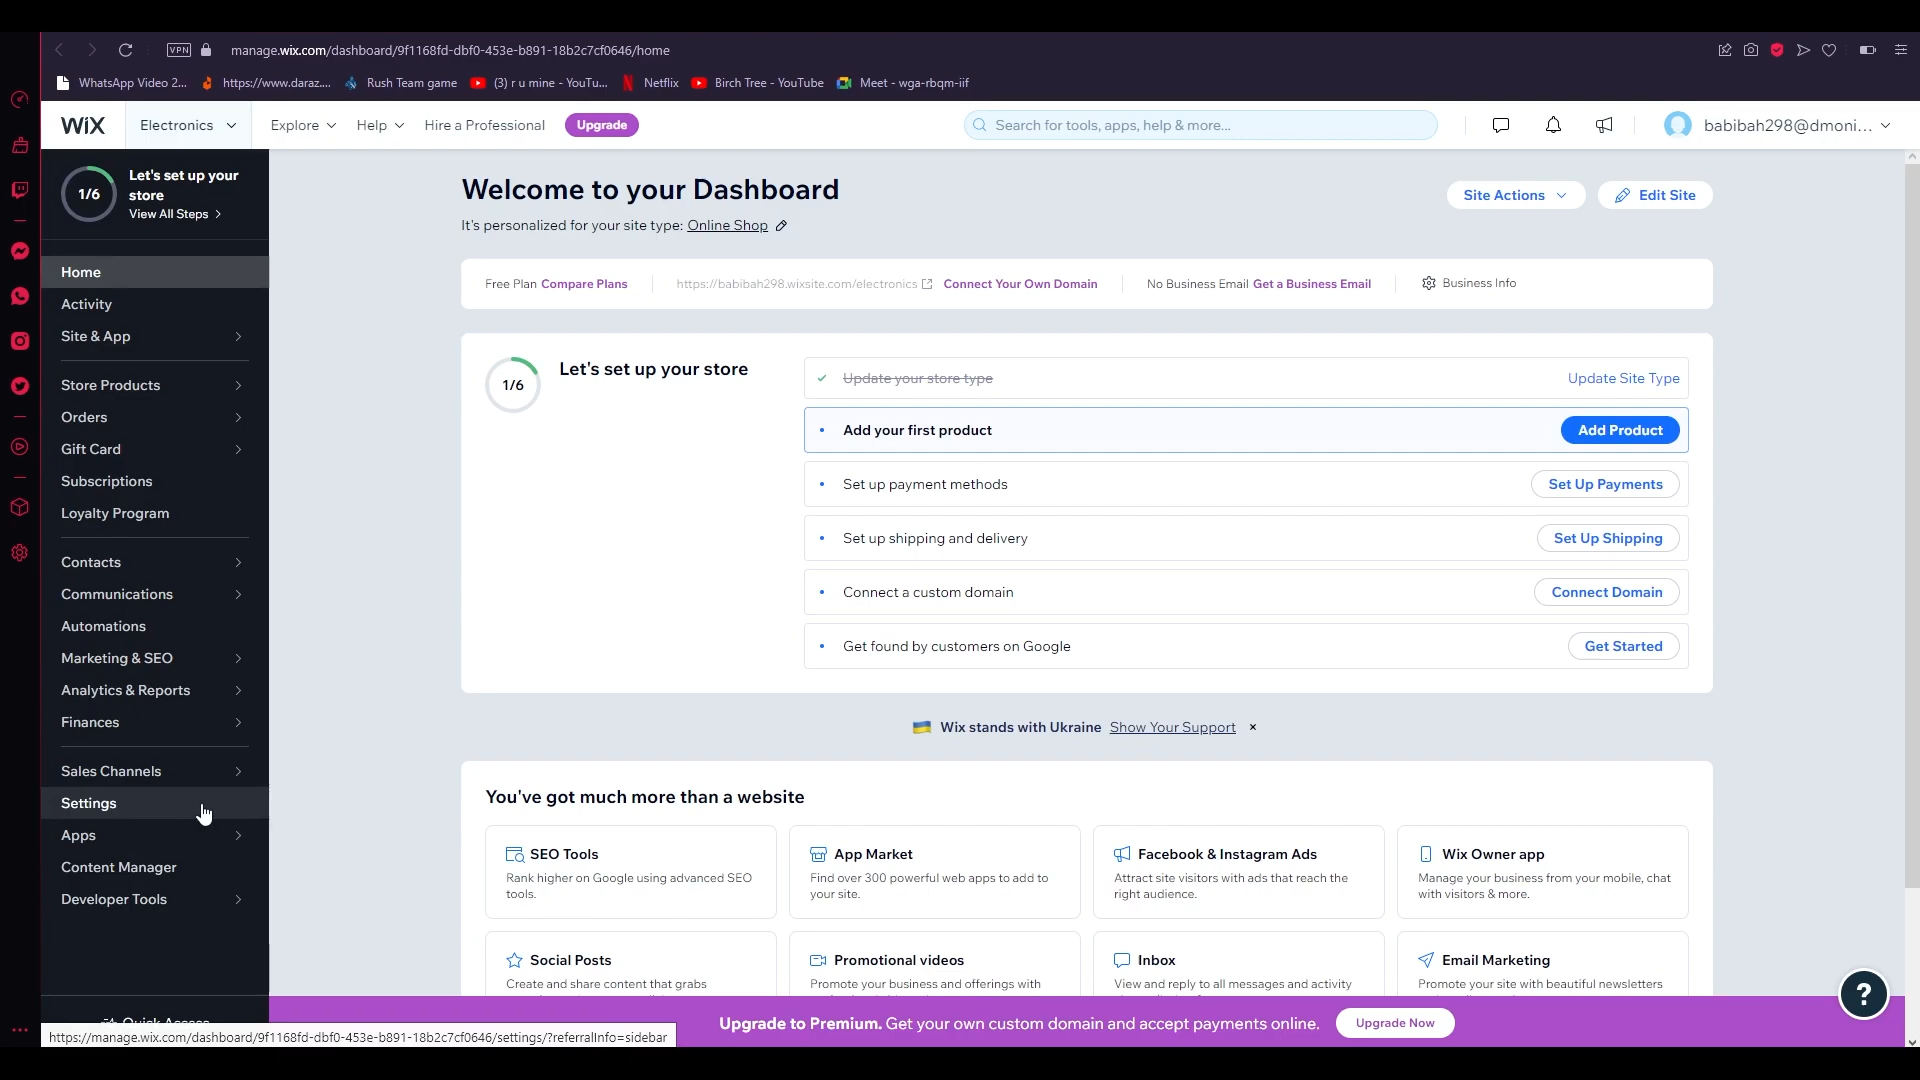 VPN
manage.wix.com/dashboard/9f1168fd-dbf0-453e-b891-18b2c7cf0646/home
WhatsApp Video 2...
https://www.daraz....
Rush Team game
(3) r u mine - YouTu...
Netflix
Birch Tree - YouTube
Meet - wga-rbqm-iif
WIX
Electronics
Explore
Help
Hire a Professional
Upgrade
Search for tools, apps, help & more...
babibah298@dmoni...
1/6
Let's set up your
store
View All Steps
Home
Activity
Site & App
Store Products
Orders
Gift Card
Subscriptions
Loyalty Program
Contacts
Communications
Automations
Marketing & SEO
Analytics & Reports
Finances
Sales Channels
Settings
Apps
Content Manager
Developer Tools
Quick Access
https://manage.wix.com/dashboard/9f1168fd-dbf0-453e-b891-18b2c7cf0646/settings/?referralInfo=sidebar
Welcome to your Dashboard
It's personalized for your site type: Online Shop
Site Actions
Edit Site
Free Plan Compare Plans
https://babibah298.wixsite.com/electronics
Connect Your Own Domain
No Business Email Get a Business Email
Business Info
1/6
Let's set up your store
Update your store type
Update Site Type
Add your first product
Add Product
Set up payment methods
Set Up Payments
Set up shipping and delivery
Set Up Shipping
Connect a custom domain
Connect Domain
Get found by customers on Google
Get Started
Wix stands with Ukraine Show Your Support ×
You've got much more than a website
SEO Tools
Rank higher on Google using advanced SEO
tools.
App Market
Find over 300 powerful web apps to add to
your site.
Facebook & Instagram Ads
Attract site visitors with ads that reach the
right audience.
Wix Owner app
Manage your business from your mobile, chat
with visitors & more.
Social Posts
Create and share content that grabs
Promotional videos
Promote your business and offerings with
Inbox
View and reply to all messages and activity
Email Marketing
Promote your site with beautiful newsletters
Upgrade to Premium. Get your own custom domain and accept payments online.
Upgrade Now
?